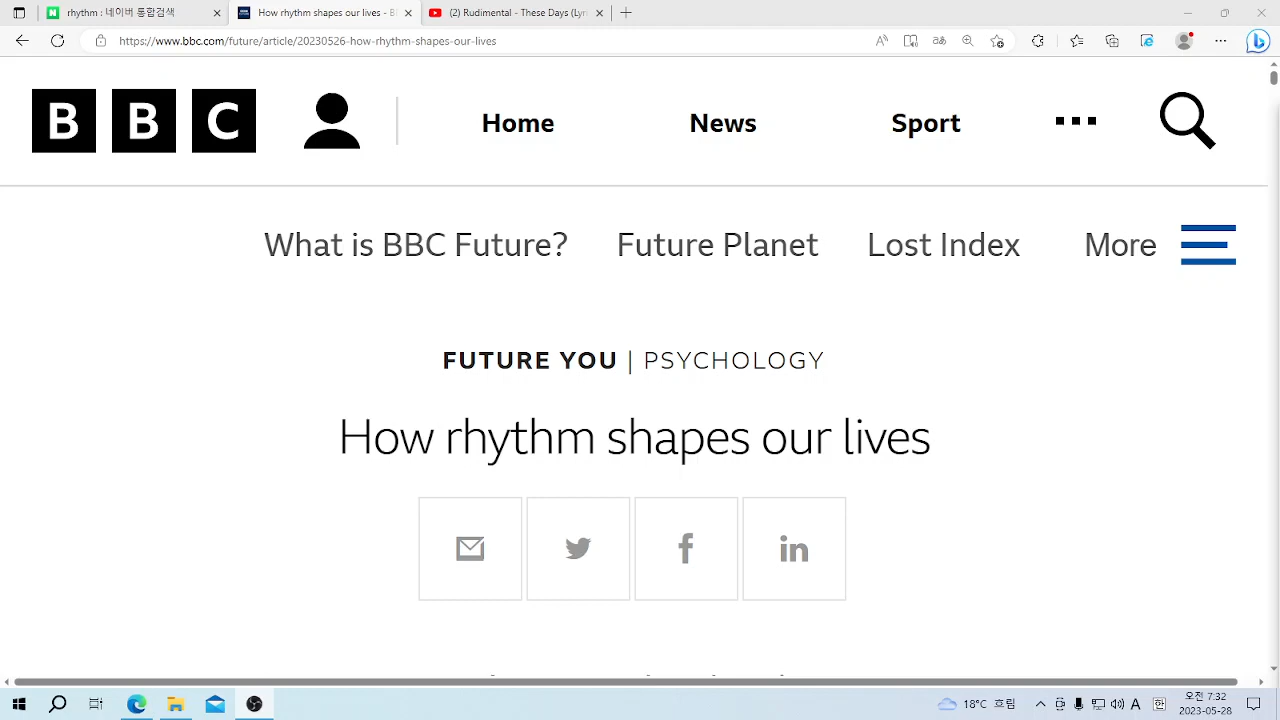 rhythm : 네이버 통합검색
How rhythm shapes our lives - B
(2) Rudimental - These Days (Lyr
https://www.bbc.com/future/article/20230526-how-rhythm-shapes-our-lives
BBC
Home
News
Sport
What is BBC Future?
Future Planet
Lost Index
More
FUTURE YOU | PSYCHOLOGY
How rhythm shapes our lives
18°C 흐림
A
오전 7:32
2023-05-28